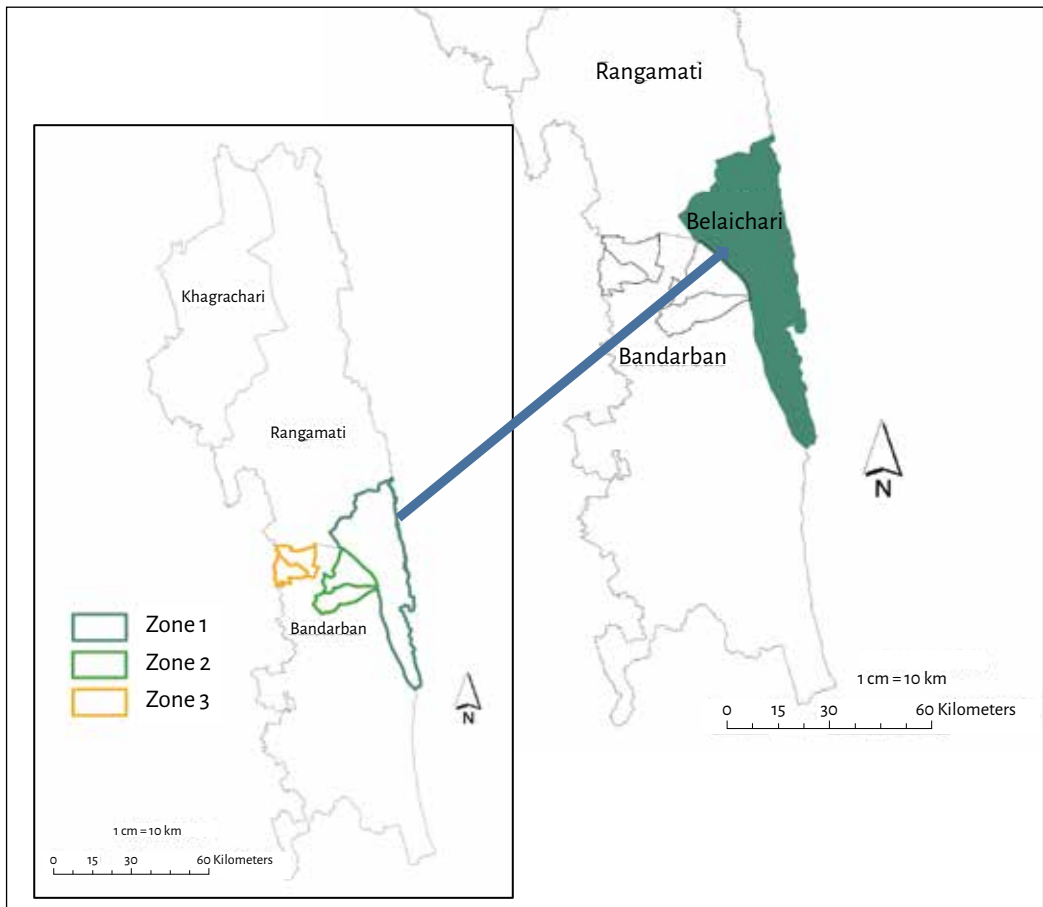 Rangamati
Belaichari
Bandarban
N
1 cm = 10 km
0 15 30 60 Kilometers
Khagrachari
Rangamati
Bandarban
Zone 1
Zone 2
Zone 3
N
1 cm = 10 km
0 15 30 60 Kilometers